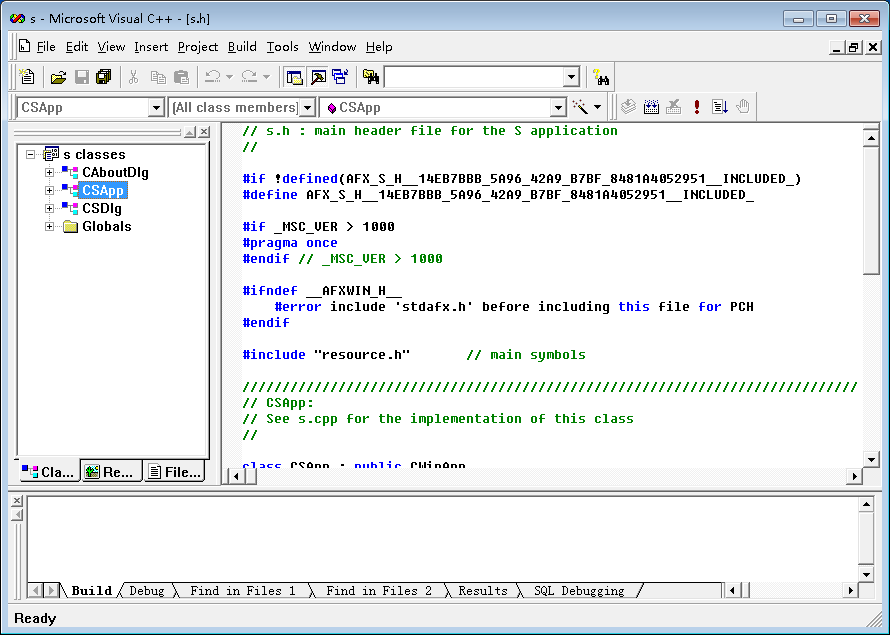 s - Microsoft Visual C++ - [s.h]
File Edit View Insert Project Build Tools Window Help
CSApp [All class members] CSApp
s classes
CAboutDlg
CSApp
CSDlg
Globals
Cla... Re... File...
// s.h : main header file for the S application
//
#if !defined(AFX_S_H__14EB7BBB_5A96_42A9_B7BF_8481A4052951__INCLUDED_)
#define AFX_S_H__14EB7BBB_5A96_42A9_B7BF_8481A4052951__INCLUDED_
#if _MSC_VER > 1000
#pragma once
#endif // _MSC_VER > 1000
#ifndef __AFXWIN_H__
#error include 'stdafx.h' before including this file for PCH
#endif
#include "resource.h" // main symbols
/////////////////////////////////////////////////////////////////////////////
// CSApp:
// See s.cpp for the implementation of this class
//
class CSApp : public CWinApp
Build Debug Find in Files 1 Find in Files 2 Results SQL Debugging
Ready